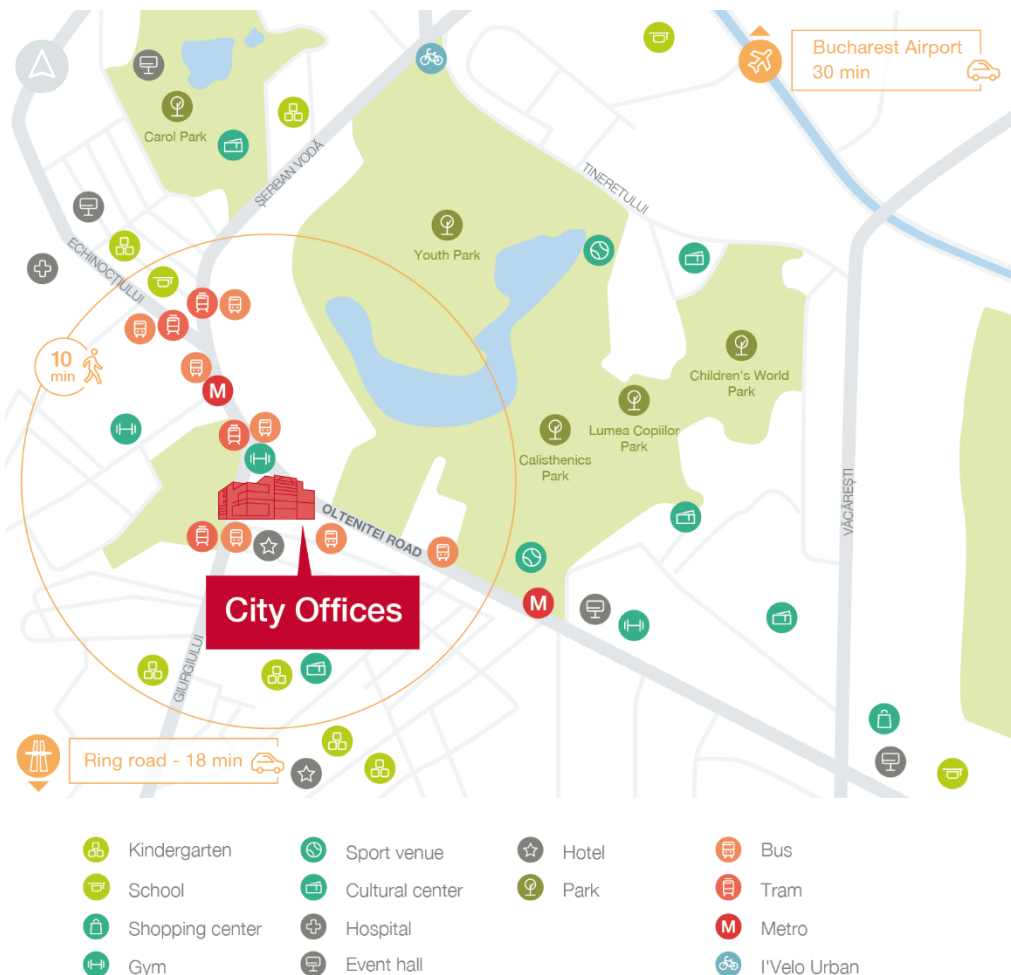 Bucharest Airport
30 min
Carol Park
ȘERBAN VODĂ
TINERETULUI
Youth Park
ECHINOCȚIULUI
10
min
M
Children's World
Park
Lumea Copiilor
Park
Calisthenics
Park
VĂCĂREȘTI
OLTENITEI ROAD
City Offices
M
GIURGIULUI
Ring road - 18 min
Kindergarten
Sport venue
Hotel
Bus
School
Cultural center
Park
Tram
Shopping center
Hospital
M
Metro
Gym
Event hall
I'Velo Urban